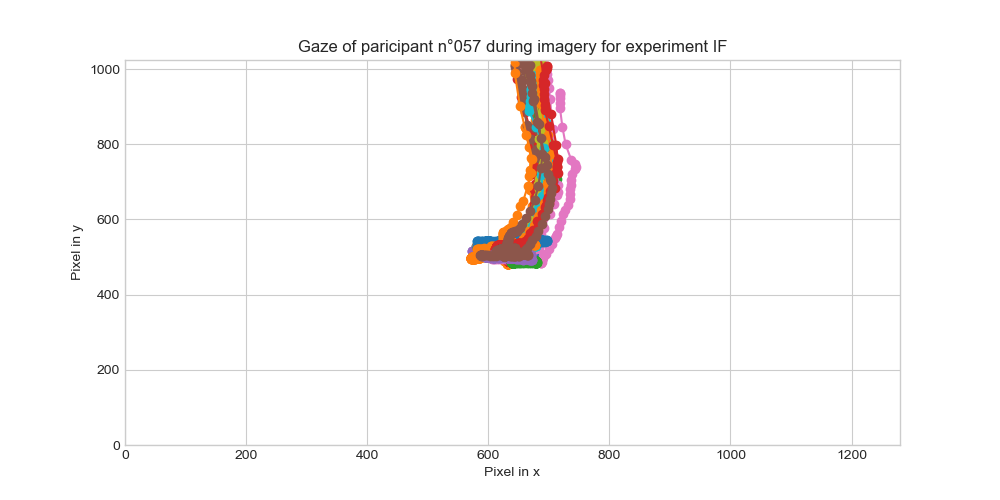 Gaze of paricipant n°057 during imagery for experiment IF
1000
800
600
400
200
0
Pixel in y
0 200 400 600 800 1000 1200
Pixel in x